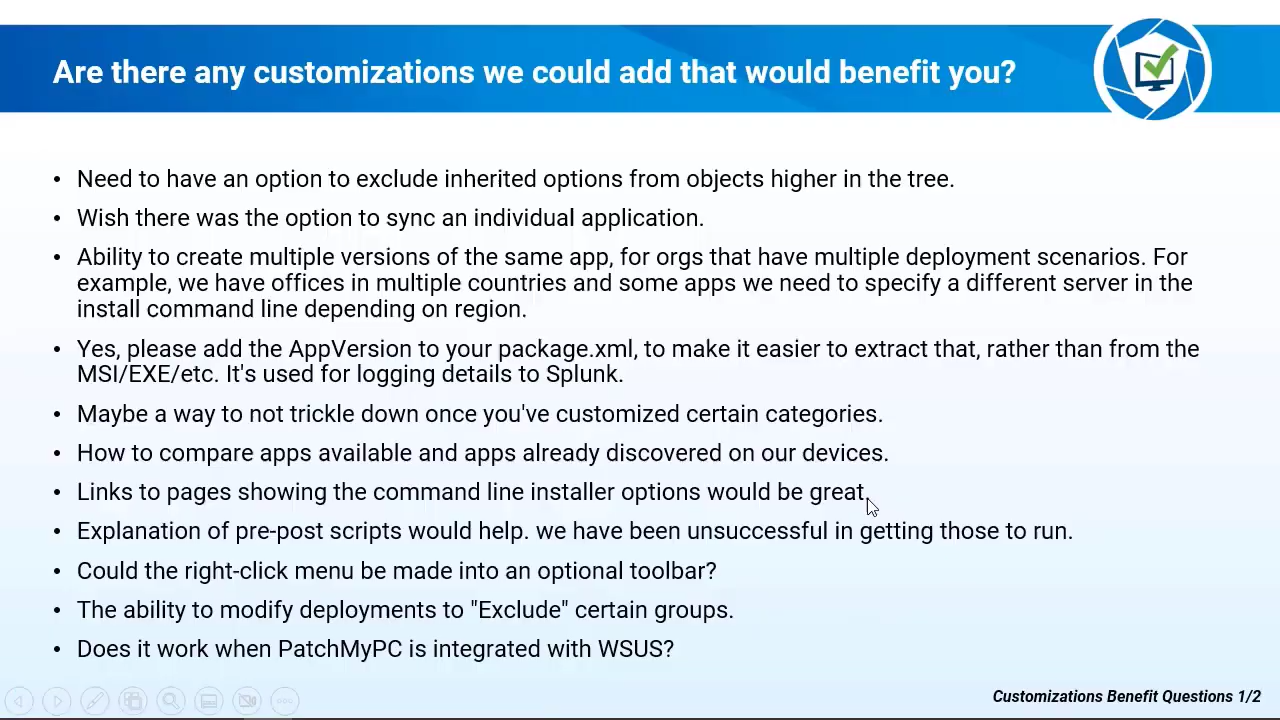 Are there any customizations we could add that would benefit you?
• Need to have an option to exclude inherited options from objects higher in the tree.
• Wish there was the option to sync an individual application.
• Ability to create multiple versions of the same app, for orgs that have multiple deployment scenarios. For
example, we have offices in multiple countries and some apps we need to specify a different server in the
install command line depending on region.
• Yes, please add the AppVersion to your package.xml, to make it easier to extract that, rather than from the
MSI/EXE/etc. It's used for logging details to Splunk.
• Maybe a way to not trickle down once you've customized certain categories.
• How to compare apps available and apps already discovered on our devices.
• Links to pages showing the command line installer options would be great.
• Explanation of pre-post scripts would help. we have been unsuccessful in getting those to run.
• Could the right-click menu be made into an optional toolbar?
• The ability to modify deployments to "Exclude" certain groups.
• Does it work when PatchMyPC is integrated with WSUS?
Customizations Benefit Questions 1/2